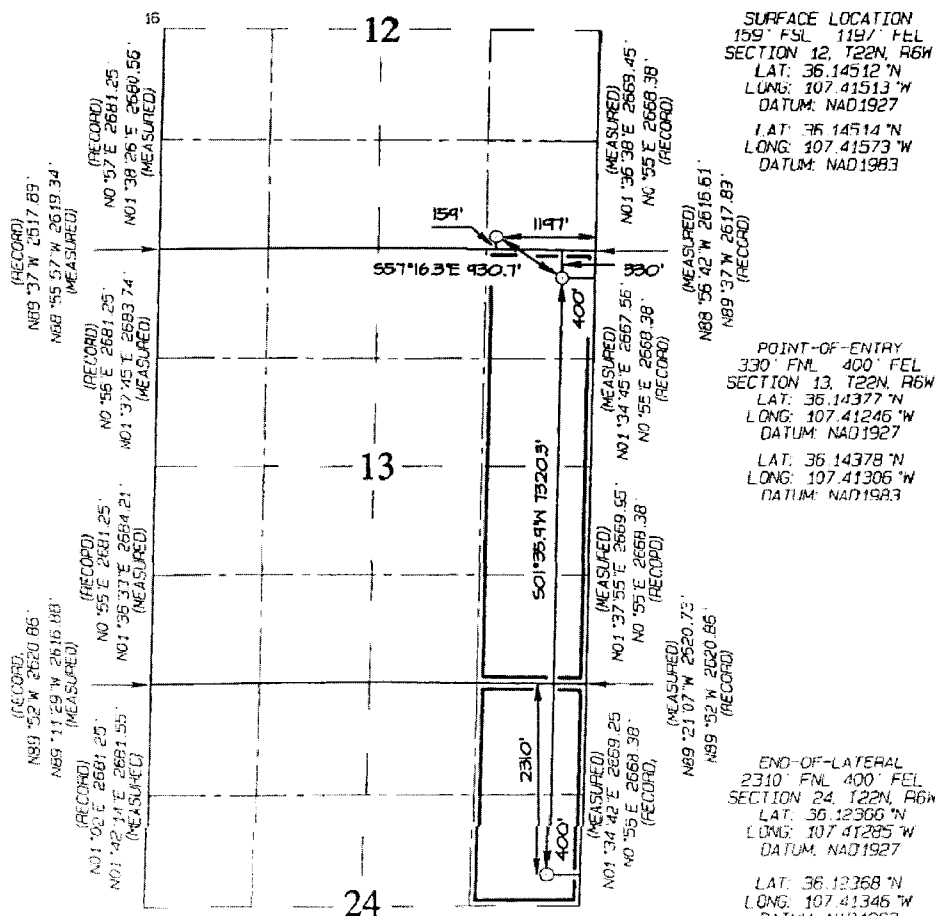 16
12
SURFACE LOCATION
159' FSL 1197' FEL
SECTION 12, T22N, R6W
LAT: 36.14512 °N
LONG: 107.41513 °W
DATUM: NAD1927
LAT: 36.14514 °N
LONG: 107.41573 °W
DATUM: NAD1983
(RECORD)
N0 °57 'E 2681.25'
N01 °38'26 "E 2680.56'
(MEASURED)
(MEASURED)
N01 °36'38 "E 2669.45'
N0 °55 'E 2668.38'
(RECORD)
(RECORD)
N89 °37 'W 2617.89'
N88 °55'57 "W 2619.34'
(MEASURED)
159'
1197'
S57°16.3'E 930.7'
330'
400'
(MEASURED)
N88 °56'42 "W 2616.61'
N89 °37 'W 2617.89'
(RECORD)
(RECORD)
N0 °56 'E 2681.25'
N01 °37'45 "E 2683.74'
(MEASURED)
(MEASURED)
N01 °34'45 "E 2667.56'
N0 °55 'E 2668.38'
(RECORD)
POINT-OF-ENTRY
330' FNL 400' FEL
SECTION 13, T22N, R6W
LAT: 36.14377 °N
LONG: 107.41246 °W
DATUM: NAD1927
LAT: 36.14378 °N
LONG: 107.41306 °W
DATUM: NAD1983
13
S01°35.9'W 7320.3'
(RECORD)
N0 °55 'E 2681.25'
N01 °36'33 "E 2684.21'
(MEASURED)
(MEASURED)
N01 °37'55 "E 2669.95'
N0 °55 'E 2668.38'
(RECORD)
(RECORD)
N89 °52 'W 2620.86'
N89 °11'29 "W 2616.88'
(MEASURED)
(MEASURED)
N89 °21'07 "W 2620.73'
N89 °52 'W 2620.86'
(RECORD)
(RECORD)
N01 °02 'E 2681.25'
N01 °42'14 "E 2681.55'
(MEASURED)
2310'
400'
(MEASURED)
N01 °34'42 "E 2669.25
N0 °56 'E 2668.38'
(RECORD)
END-OF-LATERAL
2310' FNL 400' FEL
SECTION 24, T22N, R6W
LAT: 36.12366 °N
LONG: 107.41285 °W
DATUM: NAD1927
LAT: 36.12368 °N
LONG: 107.41346 °W
DATUM: NAD1983
24